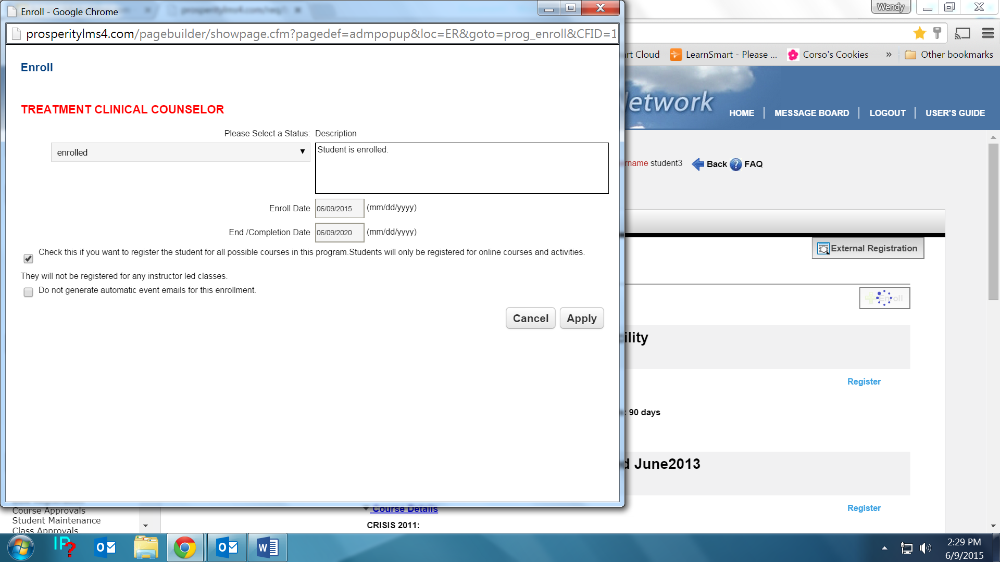 Enroll - Google Chrome
Wendy
prosperitylms4.com/pagebuilder/showpage.cfm?pagedef=admpopup&loc=ER&goto=prog_enroll&CFID=1
Cloud
LearnSmart - Please ...
Corso's Cookies
»
Other bookmarks
Enroll
HOME | MESSAGE BOARD | LOGOUT | USER'S GUIDE
TREATMENT CLINICAL COUNSELOR
Please Select a Status: Description
enrolled
Student is enrolled.
student3
Back
FAQ
Enroll Date 06/09/2015 (mm/dd/yyyy)
End /Completion Date 06/09/2020 (mm/dd/yyyy)
External Registration
Check this if you want to register the student for all possible courses in this program.Students will only be registered for online courses and activities.
They will not be registered for any instructor led classes.
Do not generate automatic event emails for this enrollment.
Enroll
Cancel
Apply
Register
: 90 days
June2013
Course Approvals
Course Details
Register
Student Maintenance
CRISIS 2011:
Class Approvals
IP?
2:29 PM
6/9/2015